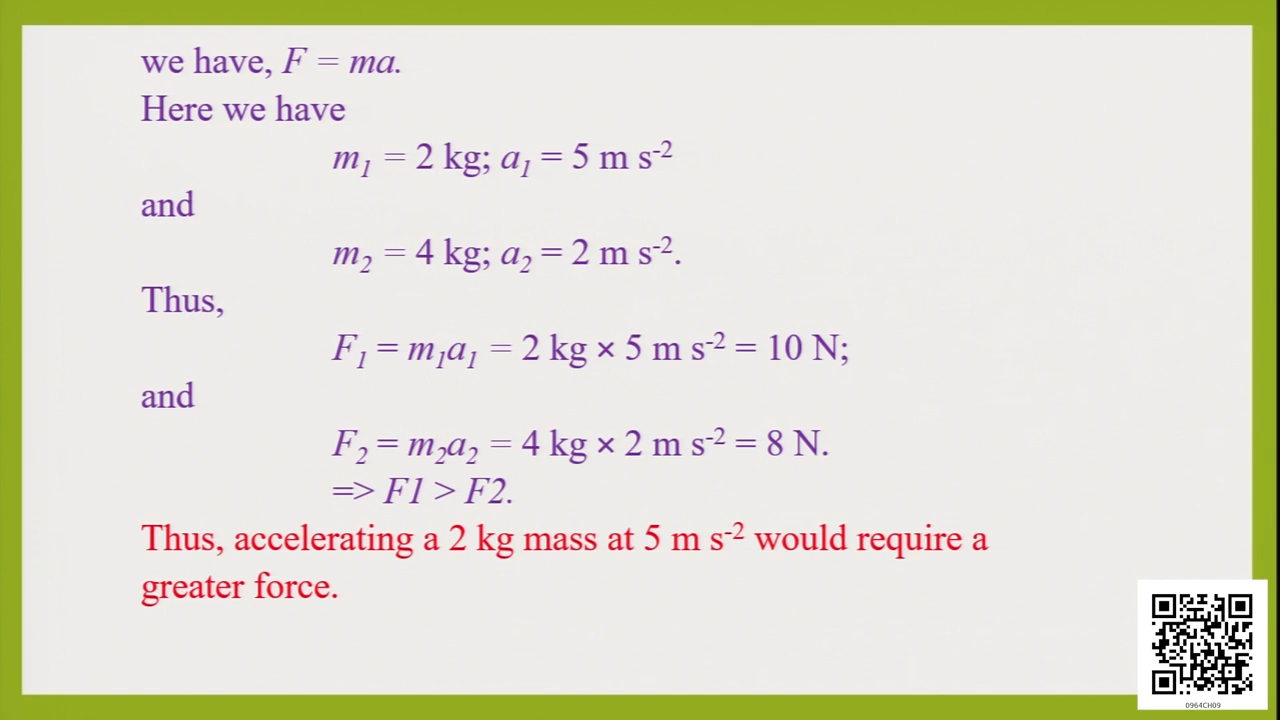 we have, F = ma.
Here we have
m₁ = 2 kg; a₁ = 5 m s⁻²
and
m₂ = 4 kg; a₂ = 2 m s⁻².
Thus,
F₁ = m₁a₁ = 2 kg × 5 m s⁻² = 10 N;
and
F₂ = m₂a₂ = 4 kg × 2 m s⁻² = 8 N.
=> F1 > F2.
Thus, accelerating a 2 kg mass at 5 m s⁻² would require a
greater force.
0964CH09